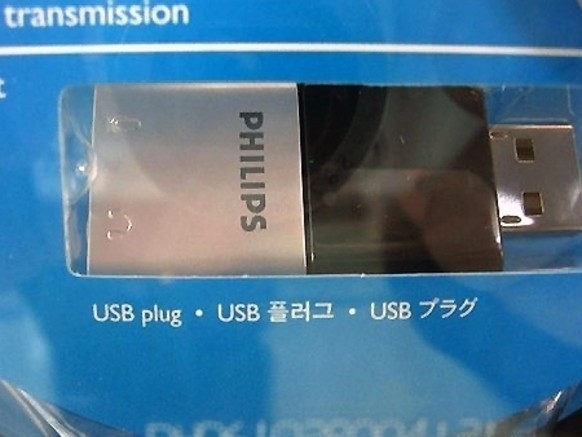 transmission
t
PHILIPS
USB plug • USB 플러그 • USB プラグ